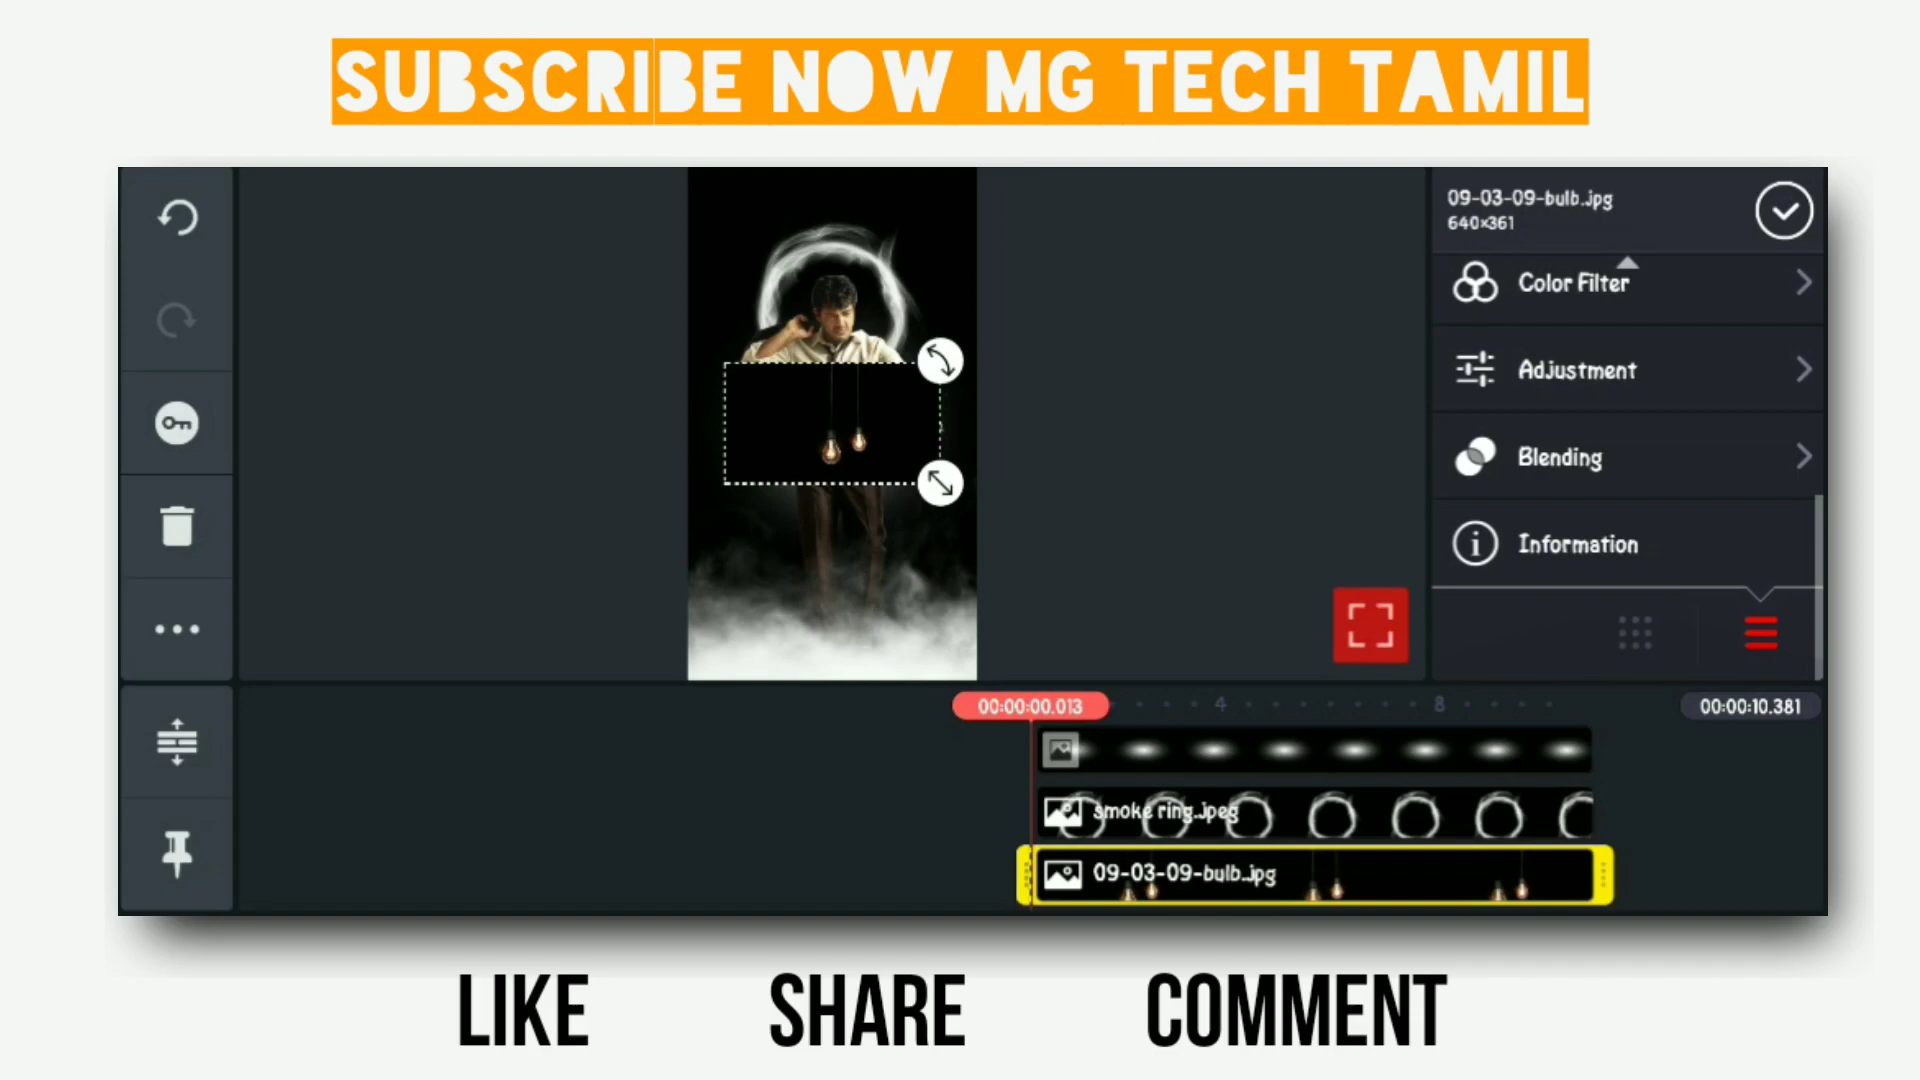 SUBSCRIBE NOW MG TECH TAMIL
09-03-09-bulb.jpg
640x361
Color Filter
Adjustment
Blending
Information
00:00:00.013
4
8
00:00:10.381
smoke ring.jpeg
09-03-09-bulb.jpg
LIKE SHARE COMMENT